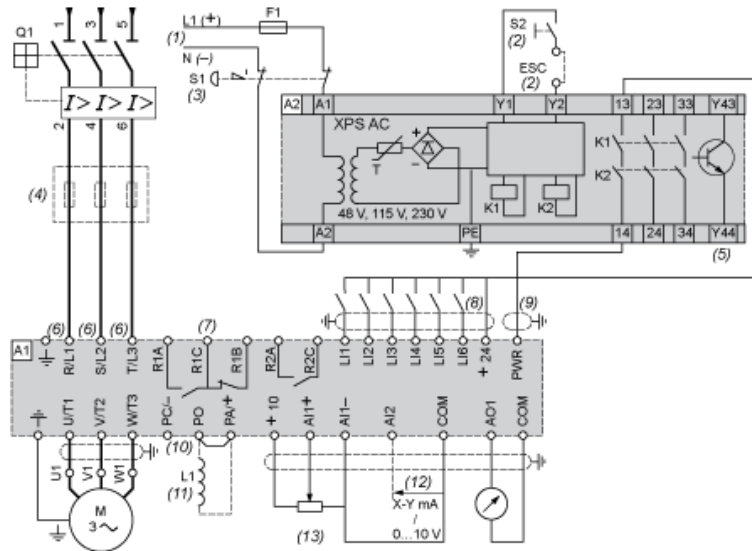 1 3 5
Q1
I> I> I>
2 4 6
(4)
L1 (+) F1
(1)
N (–)
S1
(3)
S2
(2)
ESC
(2)
A2 A1 Y1 Y2 13 23 33 Y43
XPS AC
+
T
–
K1
K2
K1 K2
48 V, 115 V, 230 V
A2 PE 14 24 34 Y44
(5)
(8) (9)
(6) (6) (6) (7)
A1
R/L1 S/L2 T/L3 R1A R1C R1B R2A R2C LI1 LI2 LI3 LI4 LI5 LI6 + 24 PWR
U/T1 V/T2 W/T3 PC/- PO PA/+ + 10 AI1+ AI1- AI2 COM AO1 COM
(10)
U1 V1 W1
L1
(11)
(12)
X-Y mA
/
0...10 V
(13)
M
3 ~